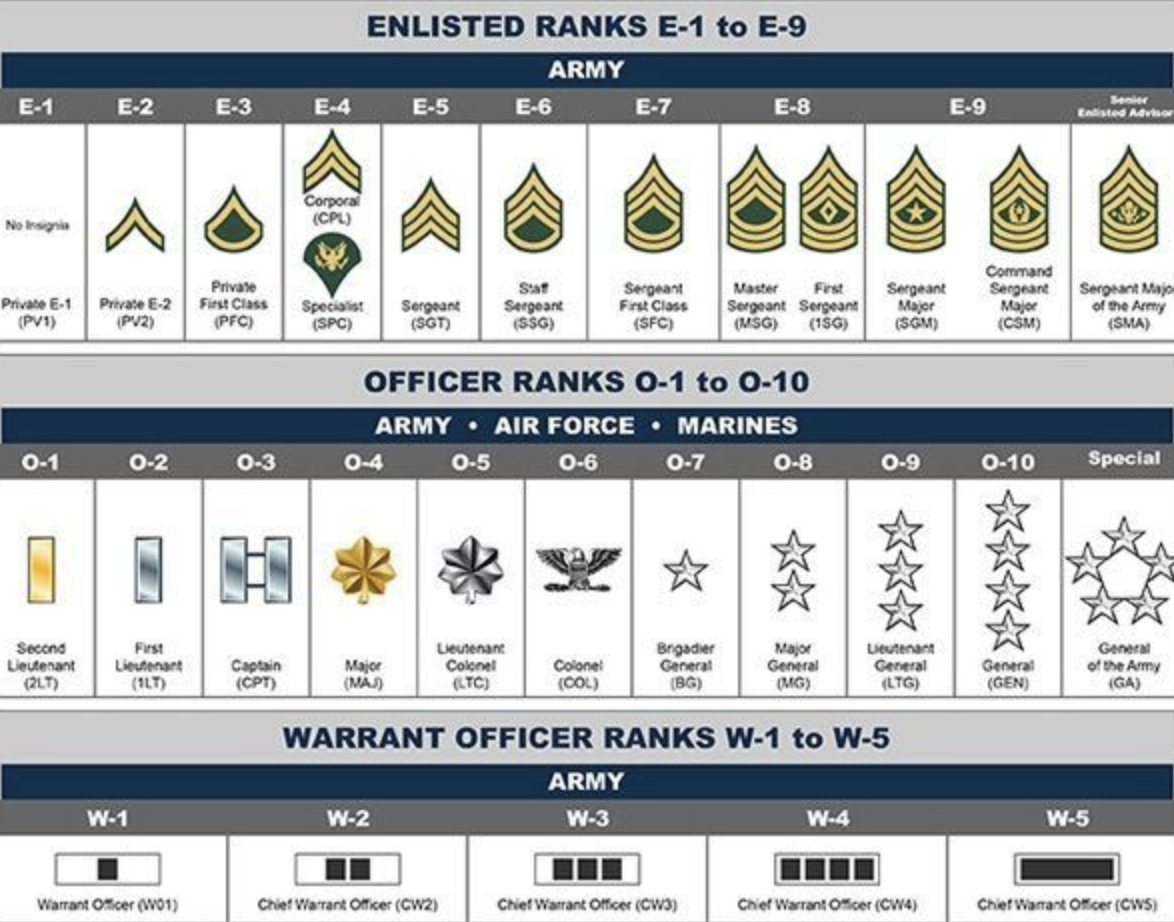 ENLISTED RANKS E-1 to E-9
ARMY
E-1 E-2 E-3 E-4 E-5 E-6 E-7 E-8 E-9 Senior Enlisted Advisor
No Insignia
Private E-1
(PV1)
Private E-2
(PV2)
Private
First Class
(PFC)
Corporal
(CPL)
Specialist
(SPC)
Sergeant
(SGT)
Staff
Sergeant
(SSG)
Sergeant
First Class
(SFC)
Master
Sergeant
(MSG)
First
Sergeant
(1SG)
Sergeant
Major
(SGM)
Command
Sergeant
Major
(CSM)
Sergeant Major
of the Army
(SMA)
OFFICER RANKS O-1 to O-10
ARMY • AIR FORCE • MARINES
O-1 O-2 O-3 O-4 O-5 O-6 O-7 O-8 O-9 O-10 Special
Second
Lieutenant
(2LT)
First
Lieutenant
(1LT)
Captain
(CPT)
Major
(MAJ)
Lieutenant
Colonel
(LTC)
Colonel
(COL)
Brigadier
General
(BG)
Major
General
(MG)
Lieutenant
General
(LTG)
General
(GEN)
General
of the Army
(GA)
WARRANT OFFICER RANKS W-1 to W-5
ARMY
W-1 W-2 W-3 W-4 W-5
Warrant Officer (W01)
Chief Warrant Officer (CW2)
Chief Warrant Officer (CW3)
Chief Warrant Officer (CW4)
Chief Warrant Officer (CW5)